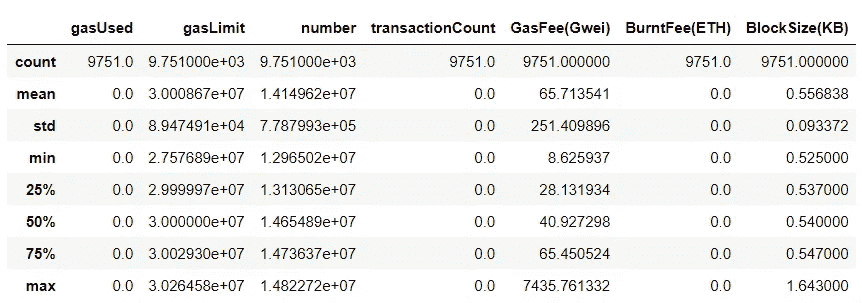 gasUsed gasLimit number transactionCount GasFee(Gwei) BurntFee(ETH) BlockSize(KB)
count 9751.0 9.751000e+03 9.751000e+03 9751.0 9751.000000 9751.0 9751.000000
mean 0.0 3.000867e+07 1.414962e+07 0.0 65.713541 0.0 0.556838
std 0.0 8.947491e+04 7.787993e+05 0.0 251.409896 0.0 0.093372
min 0.0 2.757689e+07 1.296502e+07 0.0 8.625937 0.0 0.525000
25% 0.0 2.999997e+07 1.313065e+07 0.0 28.131934 0.0 0.537000
50% 0.0 3.000000e+07 1.465489e+07 0.0 40.927298 0.0 0.540000
75% 0.0 3.002930e+07 1.473637e+07 0.0 65.450524 0.0 0.547000
max 0.0 3.026458e+07 1.482272e+07 0.0 7435.761332 0.0 1.643000